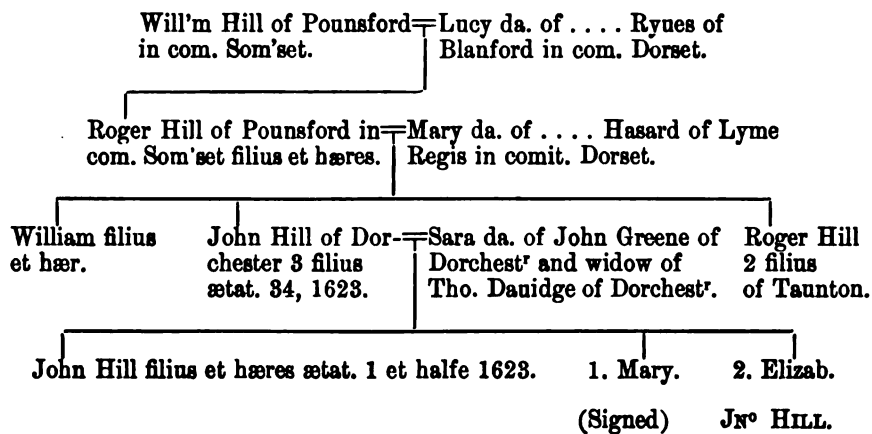 Will'm Hill of Pounsford=Lucy da. of .... Ryues of
in com. Som'set. Blanford in com. Dorset.
Roger Hill of Pounsford in=Mary da. of .... Hasard of Lyme
com. Som'set filius et hæres. Regis in comit. Dorset.
William filius
et hær.
John Hill of Dor-=Sara da. of John Greene of
chester 3 filius Dorchestʳ and widow of
ætat. 34, 1623. Tho. Dauidge of Dorchestʳ.
Roger Hill
2 filius
of Taunton.
John Hill filius et hæres ætat. 1 et halfe 1623. 1. Mary. 2. Elizab.
(Signed) JNº HILL.